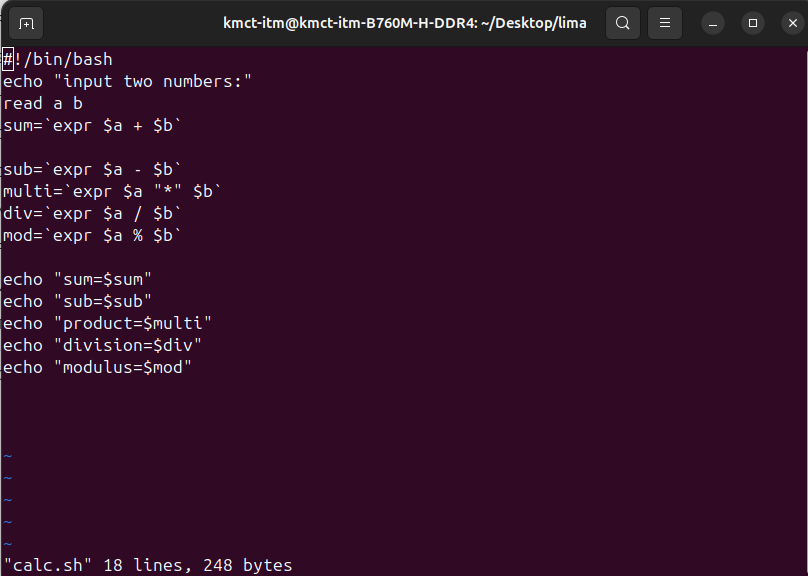 kmct-itm@kmct-itm-B760M-H-DDR4: ~/Desktop/lima
#!/bin/bash
echo "input two numbers:"
read a b
sum=`expr $a + $b`

sub=`expr $a - $b`
multi=`expr $a "*" $b`
div=`expr $a / $b`
mod=`expr $a % $b`

echo "sum=$sum"
echo "sub=$sub"
echo "product=$multi"
echo "division=$div"
echo "modulus=$mod"

~
~
~
~
~
"calc.sh" 18 lines, 248 bytes